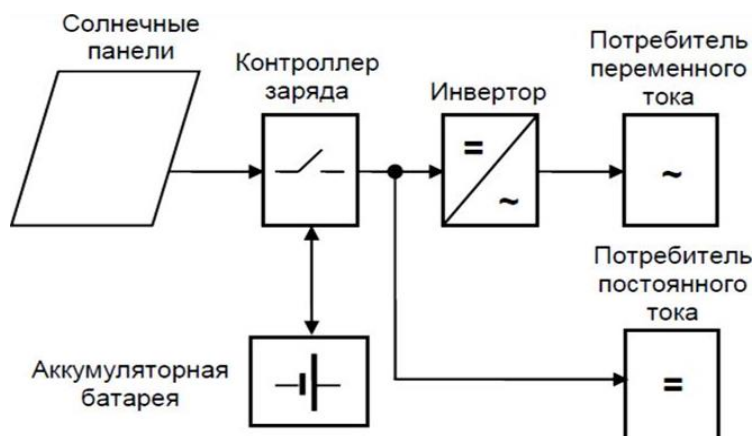 Солнечные
панели
Контроллер
заряда
Инвертор
Потребитель
переменного
тока
=
~
~
Потребитель
постоянного
тока
=
Аккумуляторная
батарея